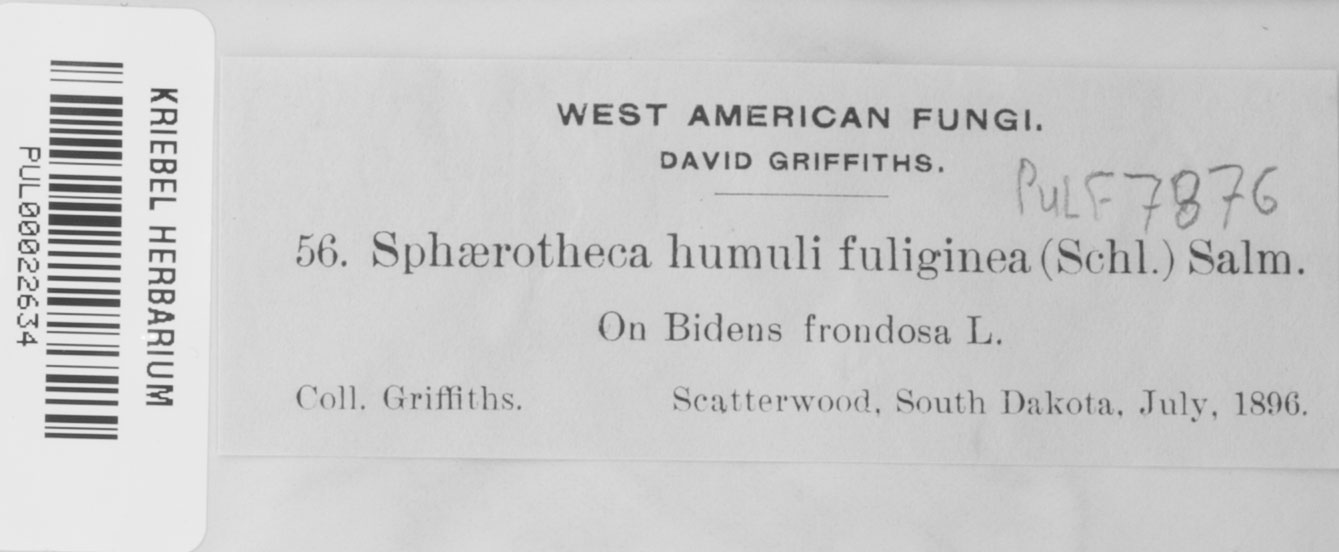 KRIEBEL HERBARIUM
PUL00022634
WEST AMERICAN FUNGI.
DAVID GRIFFITHS.
PULF7876
56. Sphærotheca humuli fuliginea (Schl.) Salm.
On Bidens frondosa L.
Coll. Griffiths. Scatterwood, South Dakota, July, 1896.